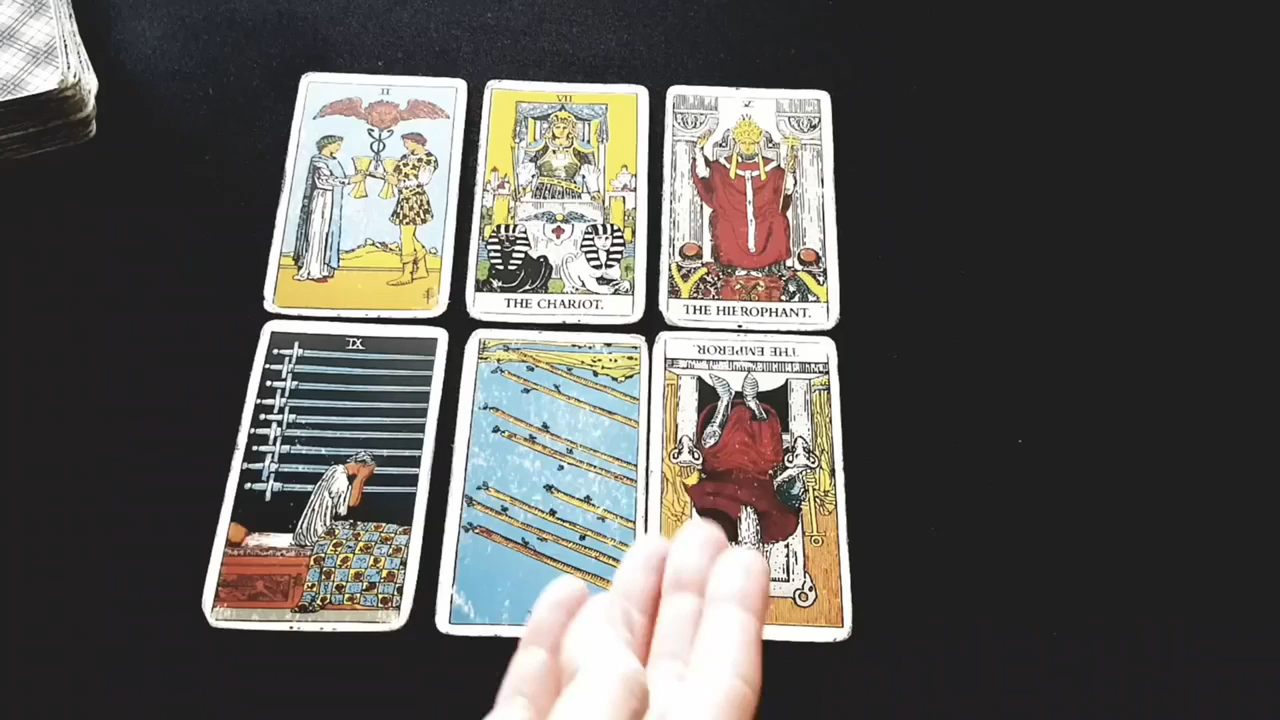 II
VII
V
THE CHARIOT.
THE HIEROPHANT.
IX
THE EMPEROR.